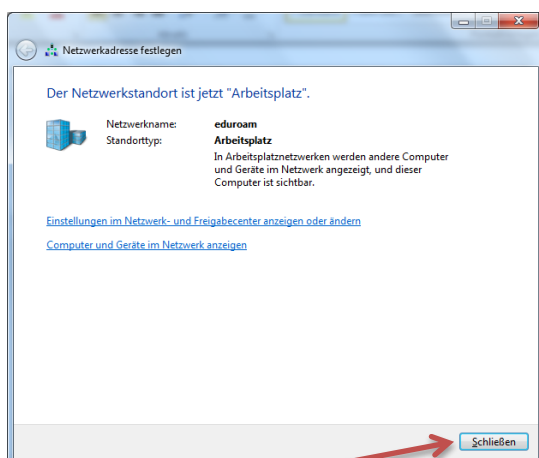 Netzwerkadresse festlegen
Der Netzwerkstandort ist jetzt "Arbeitsplatz".
Netzwerkname: eduroam
Standorttyp: Arbeitsplatz
In Arbeitsplatznetzwerken werden andere Computer
und Geräte im Netzwerk angezeigt, und dieser
Computer ist sichtbar.
Einstellungen im Netzwerk- und Freigabecenter anzeigen oder ändern
Computer und Geräte im Netzwerk anzeigen
Schließen